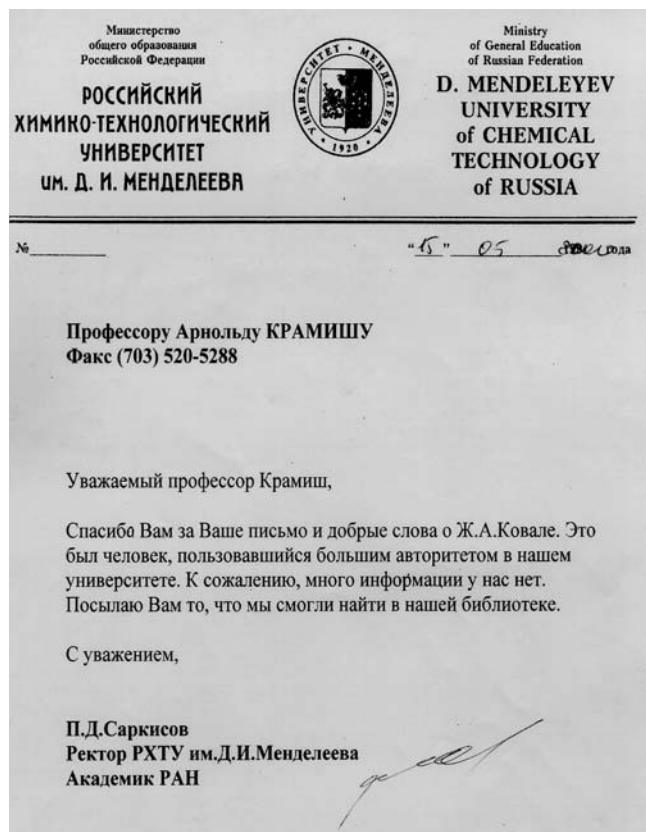 Министерство
общего образования
Российской Федерации
РОССИЙСКИЙ
ХИМИКО-ТЕХНОЛОГИЧЕСКИЙ
УНИВЕРСИТЕТ
им. Д. И. МЕНДЕЛЕЕВА
УНИВЕРСИТЕТ • МЕНДЕЛЕЕВА
• 1920 •
Ministry
of General Education
of Russian Federation
D. MENDELEYEV
UNIVERSITY
of CHEMICAL
TECHNOLOGY
of RUSSIA
№
"15" 05 года
Профессору Арнольду КРАМИШУ
Факс (703) 520-5288
Уважаемый профессор Крамиш,
Спасибо Вам за Ваше письмо и добрые слова о Ж.А.Ковале. Это
был человек, пользовавшийся большим авторитетом в нашем
университете. К сожалению, много информации у нас нет.
Посылаю Вам то, что мы смогли найти в нашей библиотеке.
С уважением,
П.Д.Саркисов
Ректор РХТУ им.Д.И.Менделеева
Академик РАН